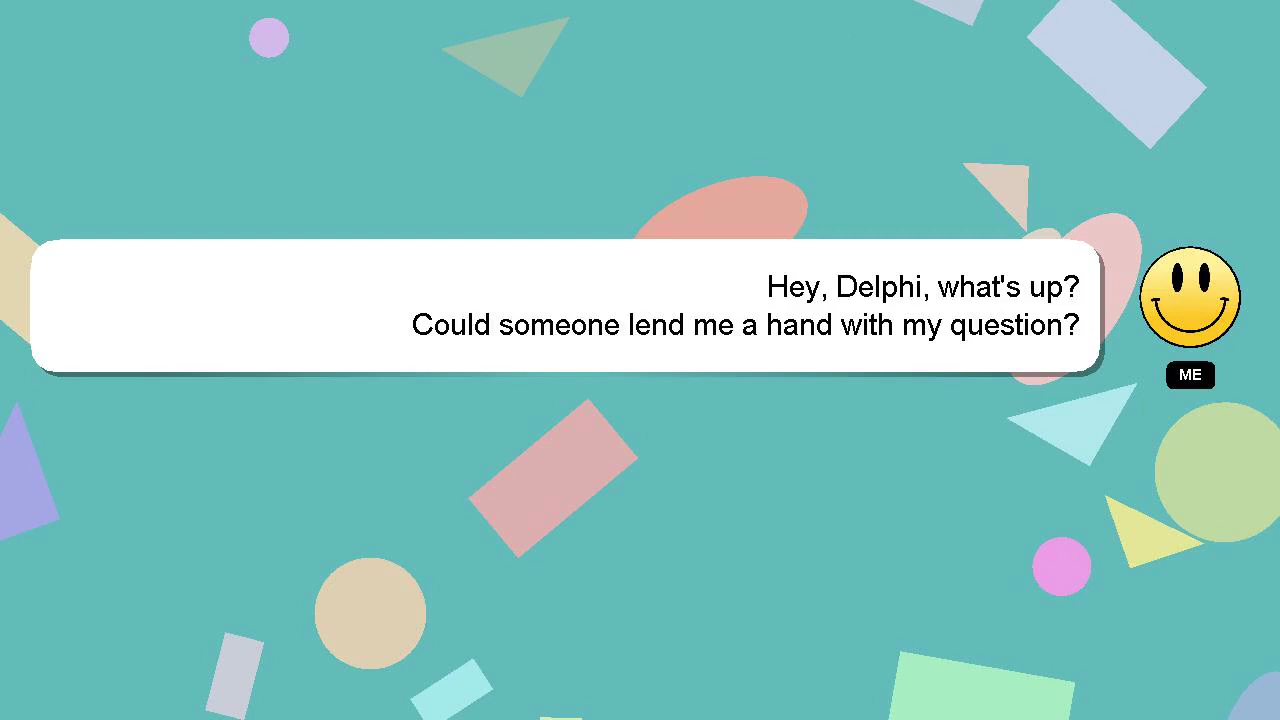 Hey, Delphi, what's up?
Could someone lend me a hand with my question?
ME